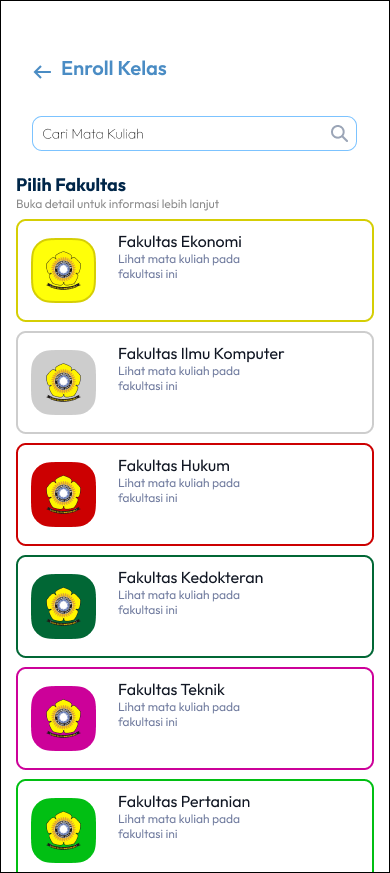 Enroll Kelas
Cari Mata Kuliah
Pilih Fakultas
Buka detail untuk informasi lebih lanjut
Fakultas Ekonomi
Lihat mata kuliah pada
fakultasi ini
Fakultas Ilmu Komputer
Lihat mata kuliah pada
fakultasi ini
Fakultas Hukum
Lihat mata kuliah pada
fakultasi ini
Fakultas Kedokteran
Lihat mata kuliah pada
fakultasi ini
Fakultas Teknik
Lihat mata kuliah pada
fakultasi ini
Fakultas Pertanian
Lihat mata kuliah pada
fakultasi ini